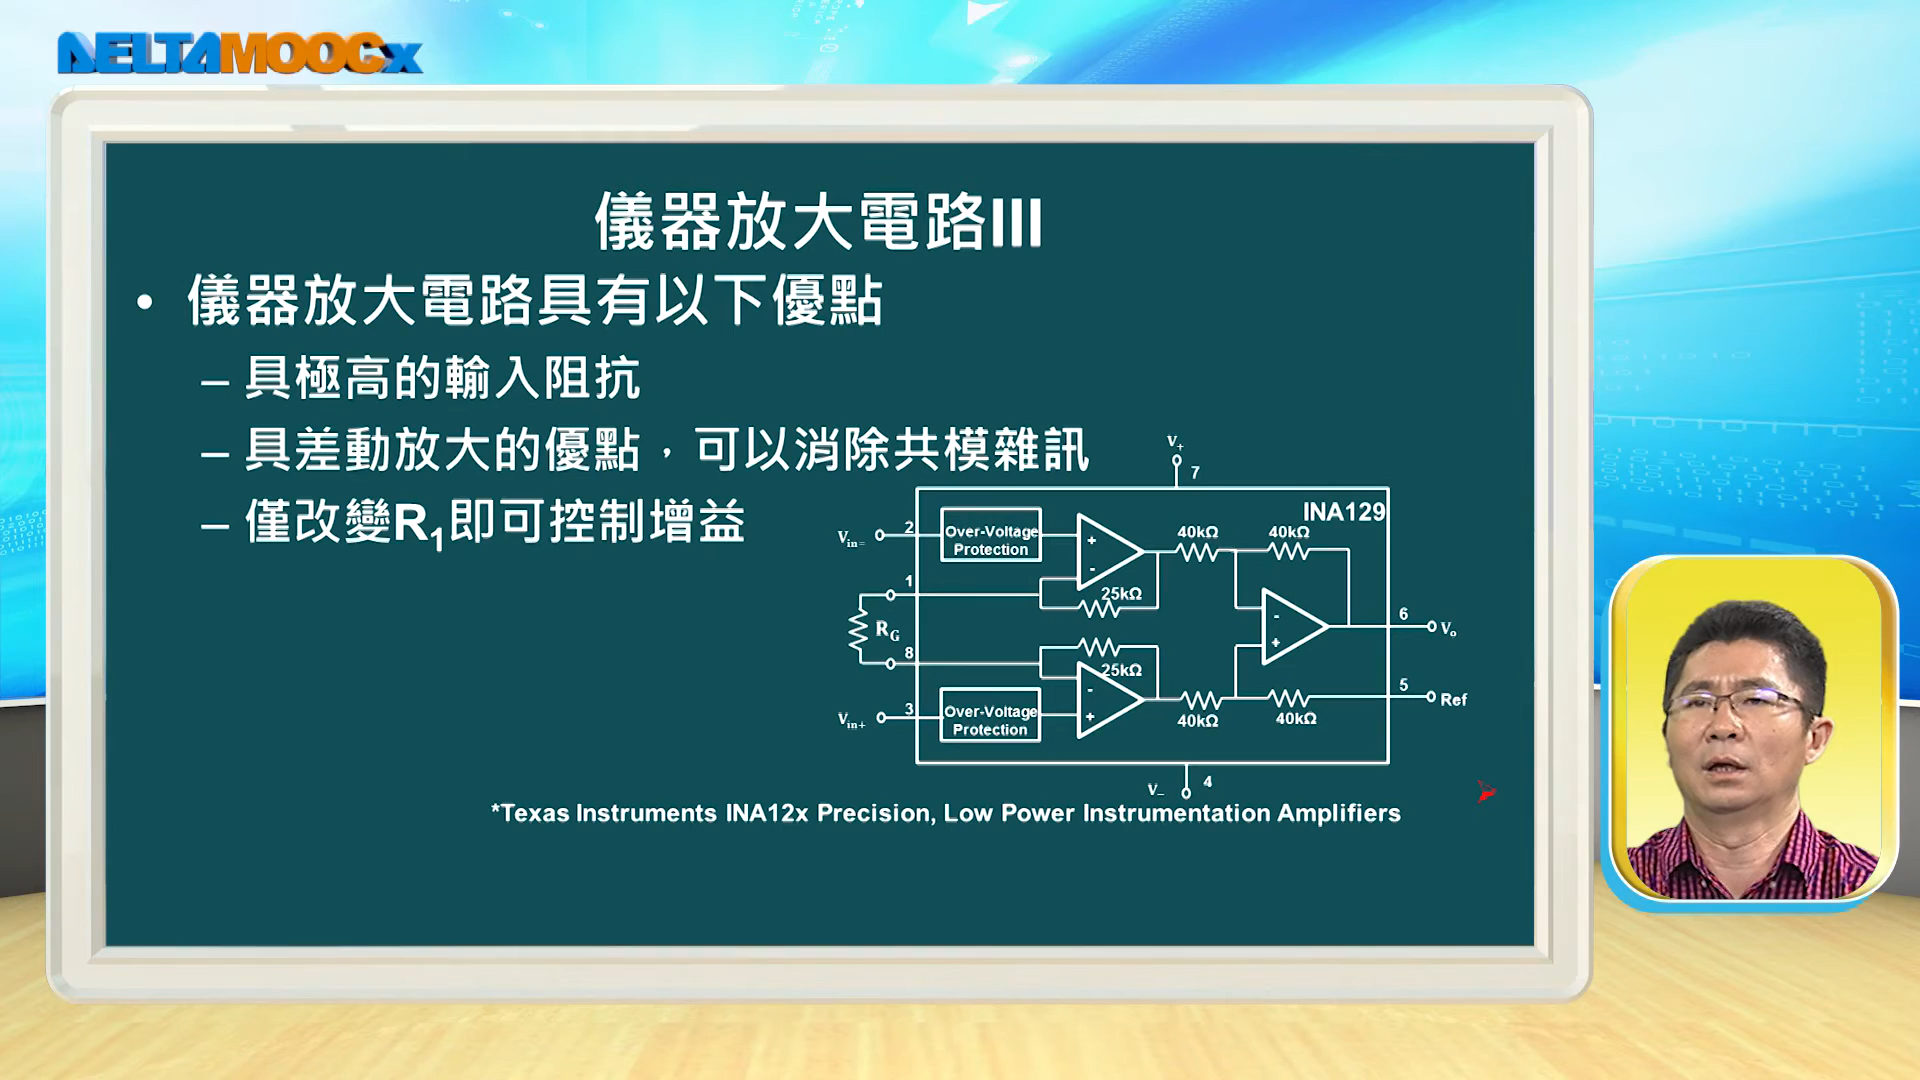 DELTAMOOCx
儀器放大電路III
• 儀器放大電路具有以下優點
– 具極高的輸入阻抗
– 具差動放大的優點，可以消除共模雜訊
– 僅改變R1即可控制增益
V+
7
INA129
Vin-
2
Over-Voltage
Protection
+
-
40kΩ
40kΩ
1
25kΩ
RG
-
+
6
Vo
8
25kΩ
-
+
5
Ref
Vin+
3
Over-Voltage
Protection
40kΩ
40kΩ
V-
4
*Texas Instruments INA12x Precision, Low Power Instrumentation Amplifiers